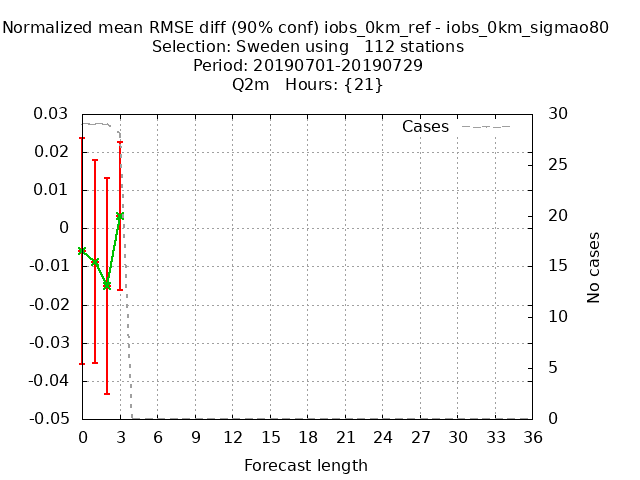 Normalized mean RMSE diff (90% conf) iobs_0km_ref - iobs_0km_sigmao80
Selection: Sweden using   112 stations
Period: 20190701-20190729
Q2m   Hours: {21}
0.03
0.02
0.01
0
-0.01
-0.02
-0.03
-0.04
-0.05
Cases
30
25
20
15
10
5
0
No cases
0 3 6 9 12 15 18 21 24 27 30 33 36
Forecast length